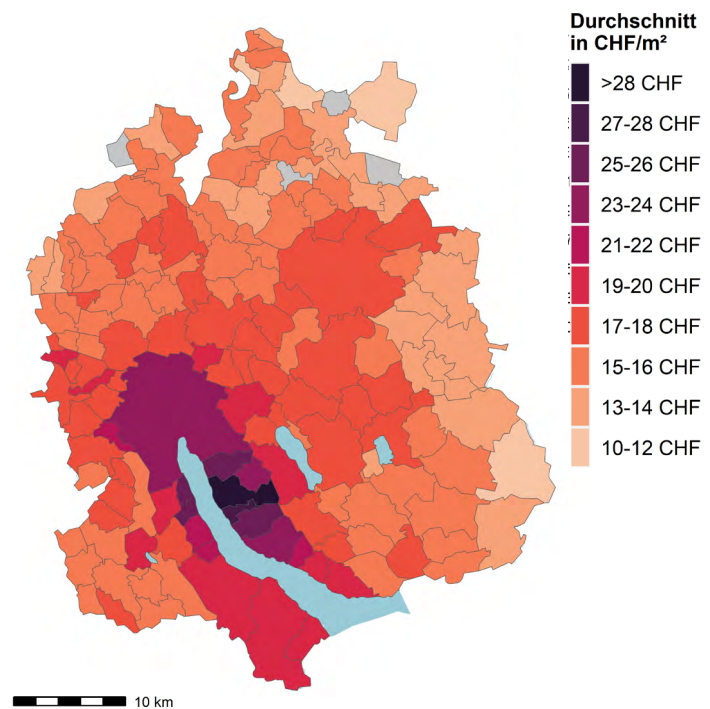 Durchschnitt
in CHF/m²
>28 CHF
27-28 CHF
25-26 CHF
23-24 CHF
21-22 CHF
19-20 CHF
17-18 CHF
15-16 CHF
13-14 CHF
10-12 CHF
10 km